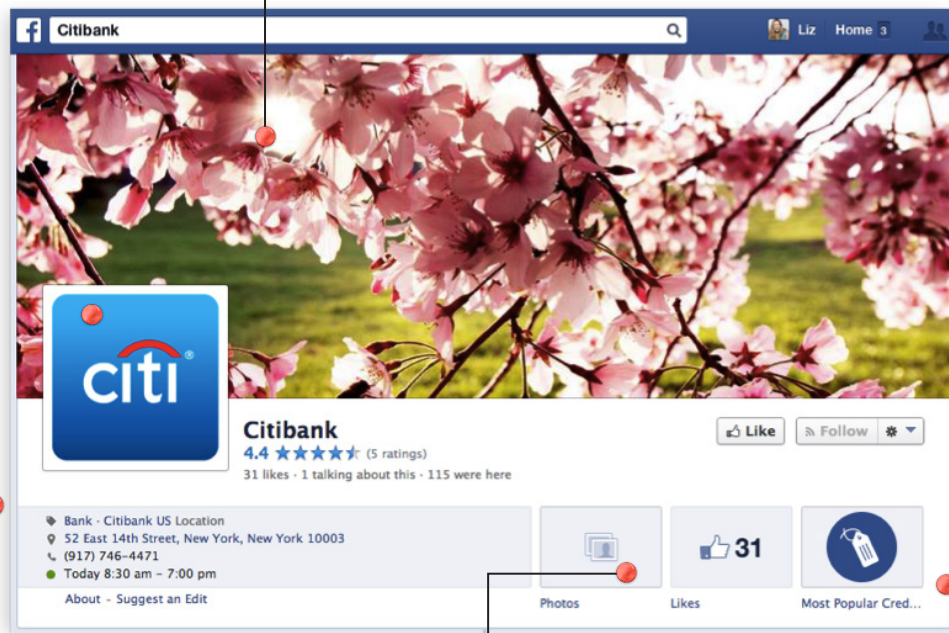 Citibank
Liz Home 3
citi®
Citibank
4.4 (5 ratings)
31 likes · 1 talking about this · 115 were here
Like
Follow
Bank · Citibank US Location
52 East 14th Street, New York, New York 10003
(917) 746-4471
Today 8:30 am - 7:00 pm
About - Suggest an Edit
31
Photos
Likes
Most Popular Cred...